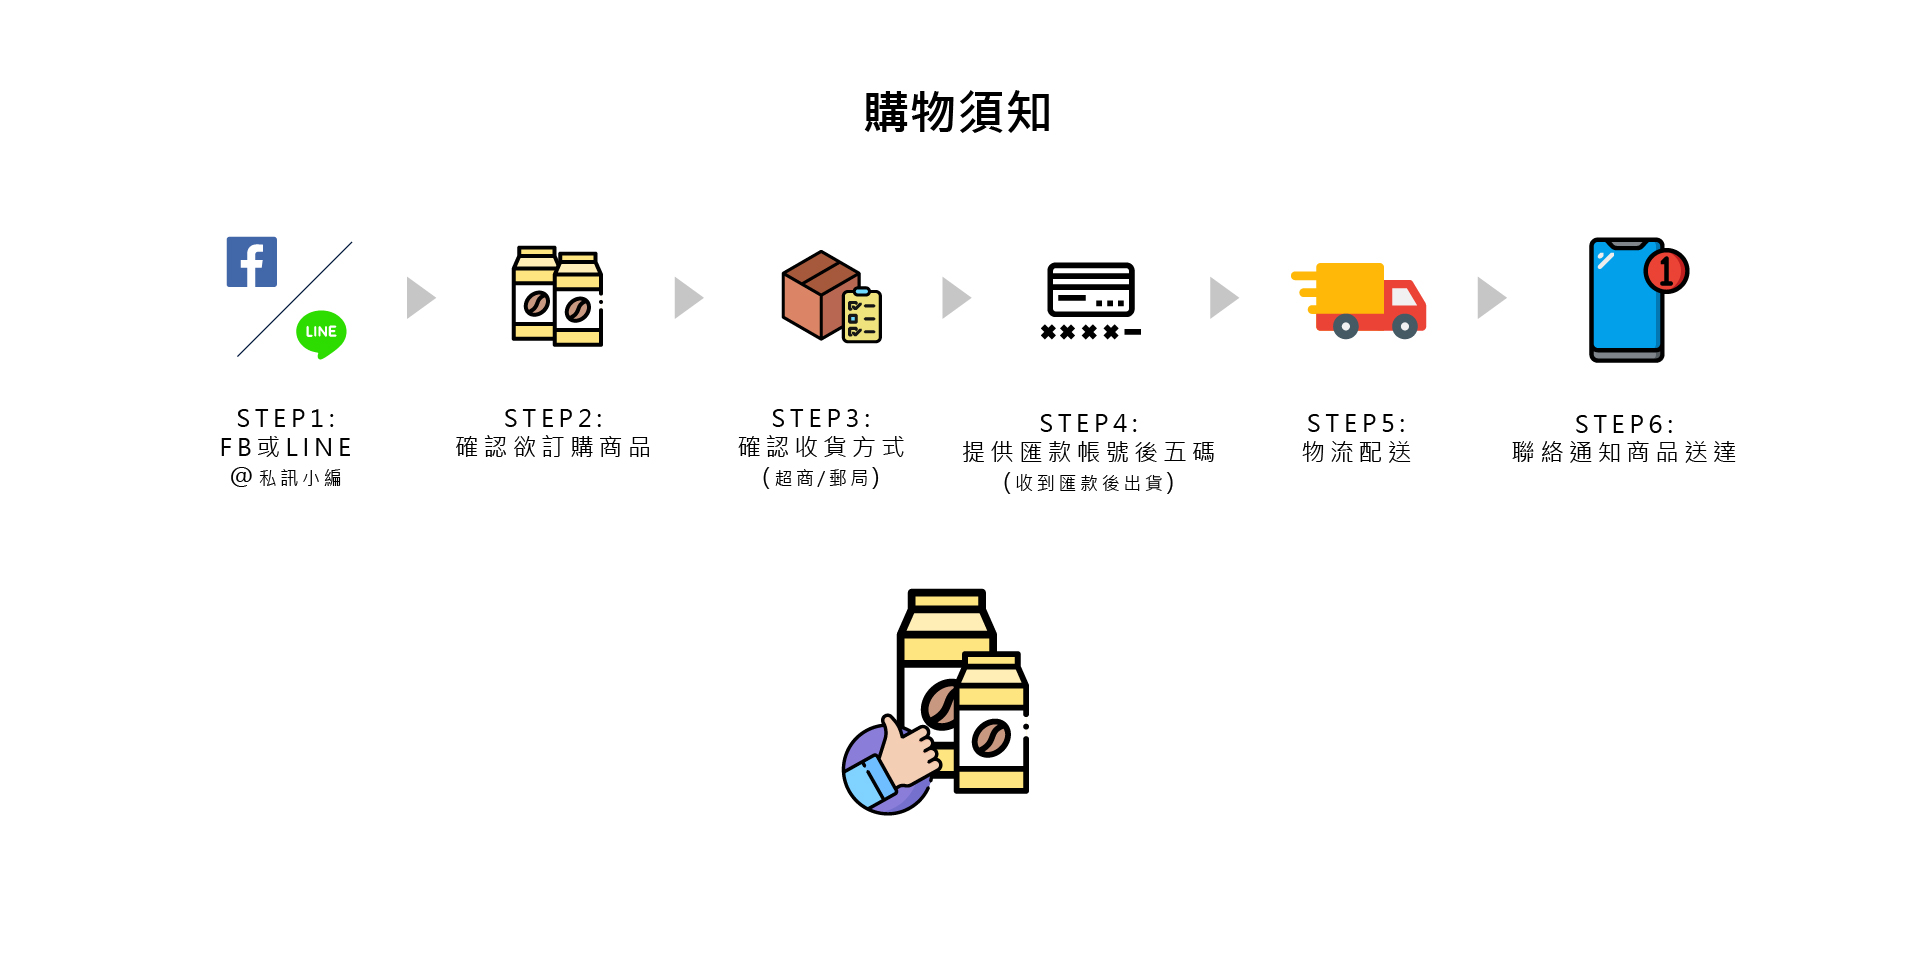 購物須知
LINE
STEP1:
FB或LINE
@私訊小編
STEP2:
確認欲訂購商品
STEP3:
確認收貨方式
(超商/郵局)
STEP4:
提供匯款帳號後五碼
(收到匯款後出貨)
STEP5:
物流配送
1
STEP6:
聯絡通知商品送達